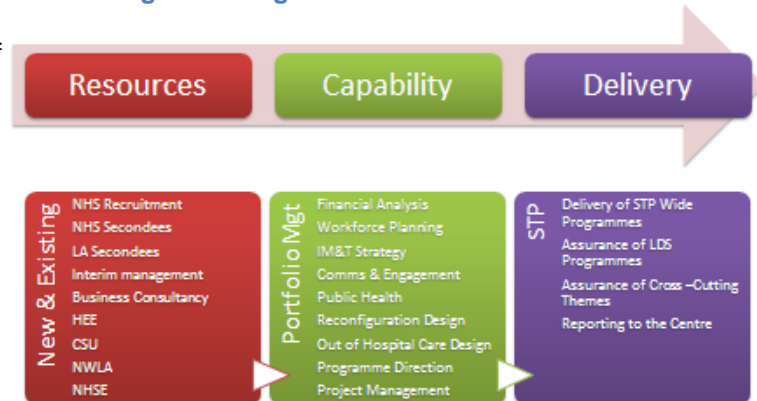 Resources
Capability
Delivery
New & Existing
NHS Recruitment
NHS Secondees
LA Secondees
Interim management
Business Consultancy
HEE
CSU
NWLA
NHSE
Portfolio Mgt
Financial Analysis
Workforce Planning
IM&T Strategy
Comms & Engagement
Public Health
Reconfiguration Design
Out of Hospital Care Design
Programme Direction
Project Management
STP
Delivery of STP Wide
Programmes
Assurance of LDS
Programmes
Assurance of Cross –Cutting
Themes
Reporting to the Centre